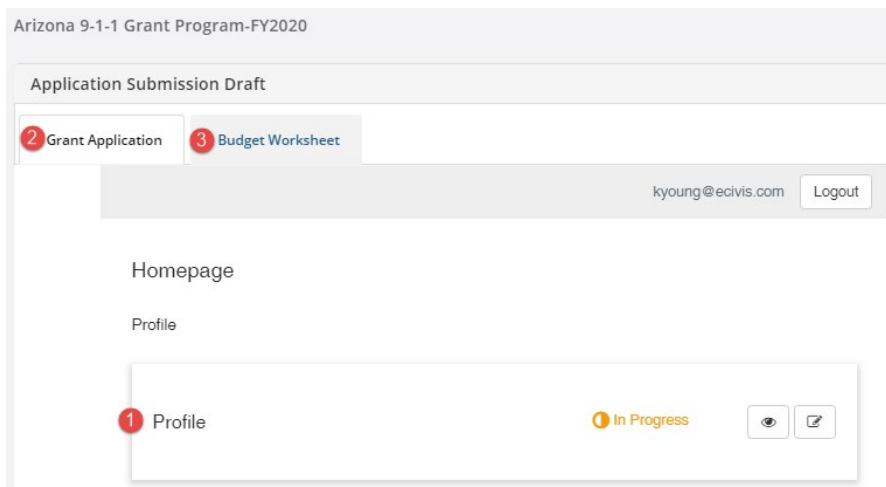 Arizona 9-1-1 Grant Program-FY2020
Application Submission Draft
2 Grant Application 3 Budget Worksheet
kyoung@ecivis.com Logout
Homepage
Profile
1 Profile In Progress